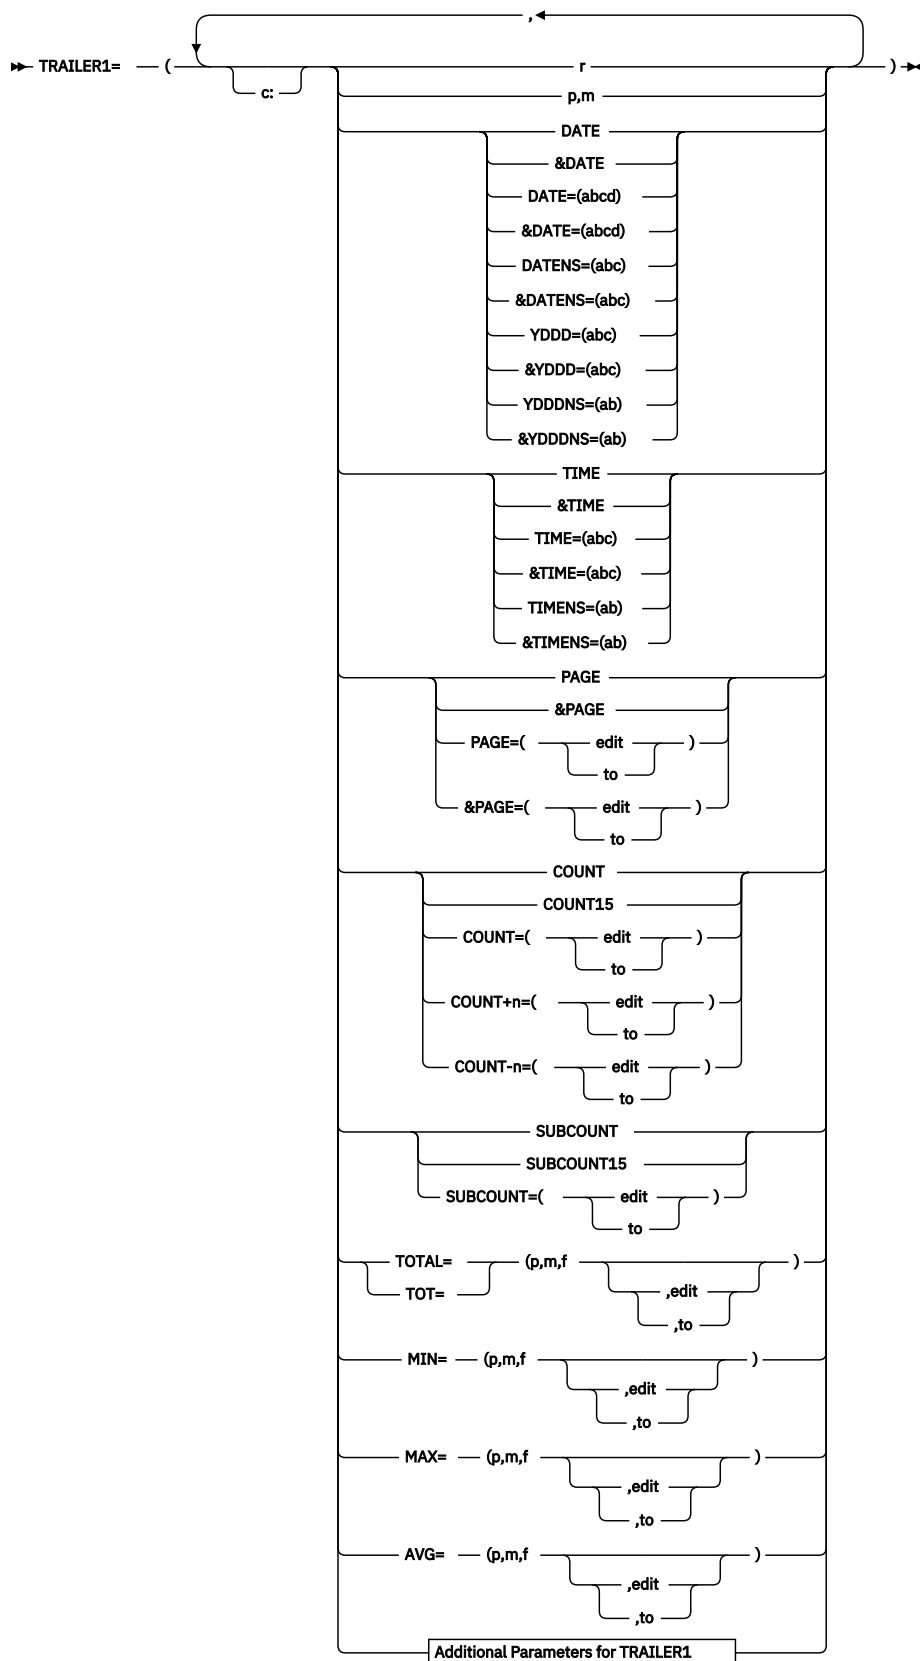 ,
TRAILER1= ( r )
c:
p,m
DATE
&DATE
DATE=(abcd)
&DATE=(abcd)
DATENS=(abc)
&DATENS=(abc)
YDDD=(abc)
&YDDD=(abc)
YDDDNS=(ab)
&YDDDNS=(ab)
TIME
&TIME
TIME=(abc)
&TIME=(abc)
TIMENS=(ab)
&TIMENS=(ab)
PAGE
&PAGE
PAGE=( edit )
to
&PAGE=( edit )
to
COUNT
COUNT15
COUNT=( edit )
to
COUNT+n=( edit )
to
COUNT-n=( edit )
to
SUBCOUNT
SUBCOUNT15
SUBCOUNT=( edit )
to
TOTAL= (p,m,f )
TOT= ,edit
,to
MIN= (p,m,f )
,edit
,to
MAX= (p,m,f )
,edit
,to
AVG= (p,m,f )
,edit
,to
Additional Parameters for TRAILER1